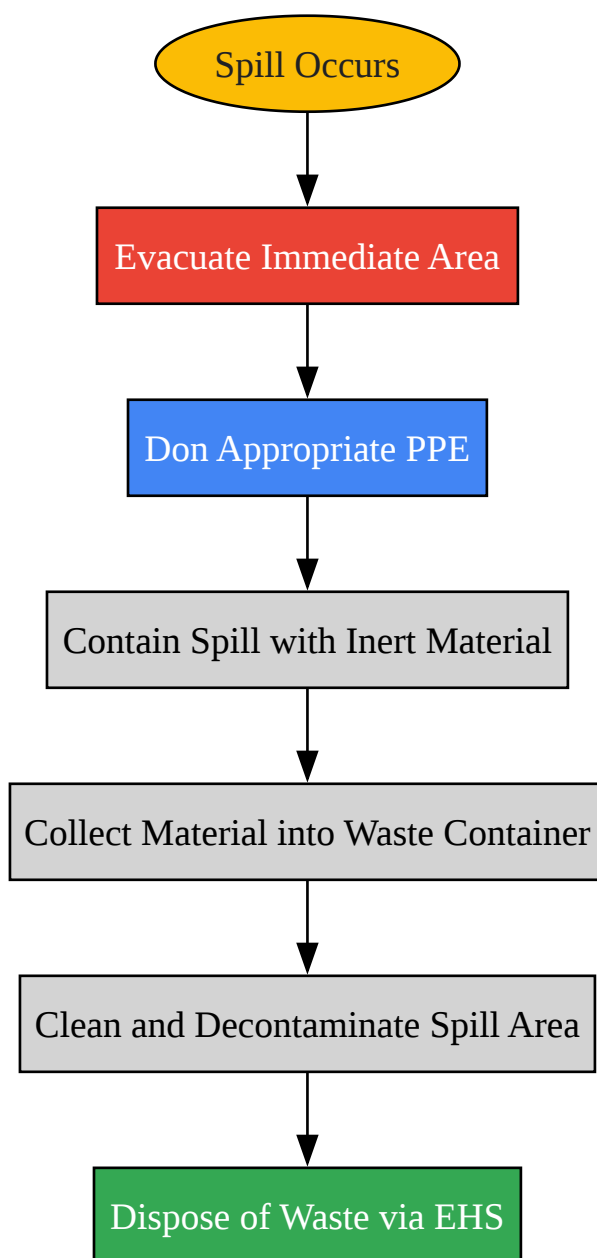 Spill Occurs
Evacuate Immediate Area
Don Appropriate PPE
Contain Spill with Inert Material
Collect Material into Waste Container
Clean and Decontaminate Spill Area
Dispose of Waste via EHS